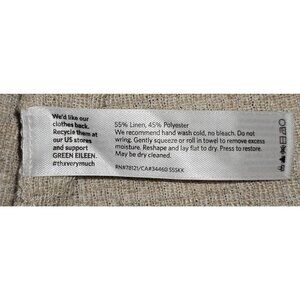 We'd like our
clothes back.
Recycle them at
our US stores
and support
GREEN EILEEN.
#thxverymuch
55% Linen, 45% Polyester
We recommend hand wash cold, no bleach. Do not
wring. Gently squeeze or roll in towel to remove excess
moisture. Reshape and lay flat to dry. Press to restore.
May be dry cleaned.
RN#78121/CA#34460 S5SKK